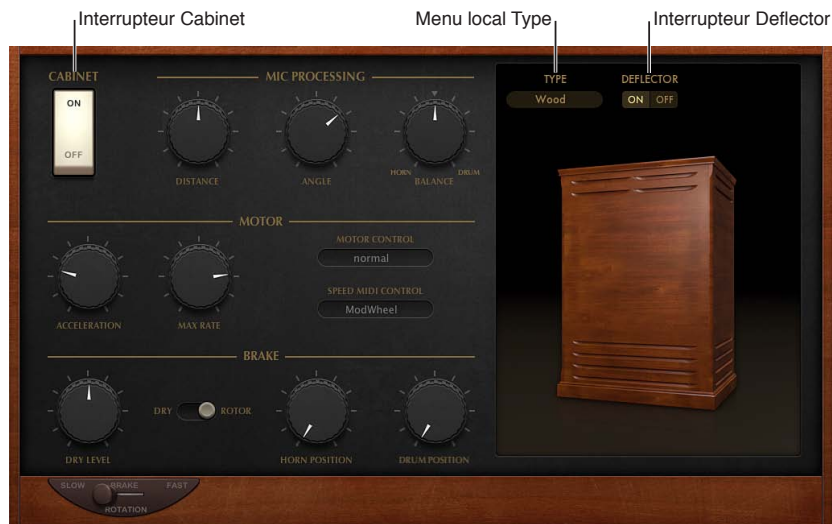 Interrupteur Cabinet
Menu local Type
Interrupteur Deflector
CABINET
ON
OFF
MIC PROCESSING
DISTANCE
ANGLE
HORN
DRUM
BALANCE
TYPE
Wood
DEFLECTOR
ON OFF
MOTOR
ACCELERATION
MAX RATE
MOTOR CONTROL
normal
SPEED MIDI CONTROL
ModWheel
BRAKE
DRY LEVEL
DRY
ROTOR
HORN POSITION
DRUM POSITION
SLOW
BRAKE
FAST
ROTATION